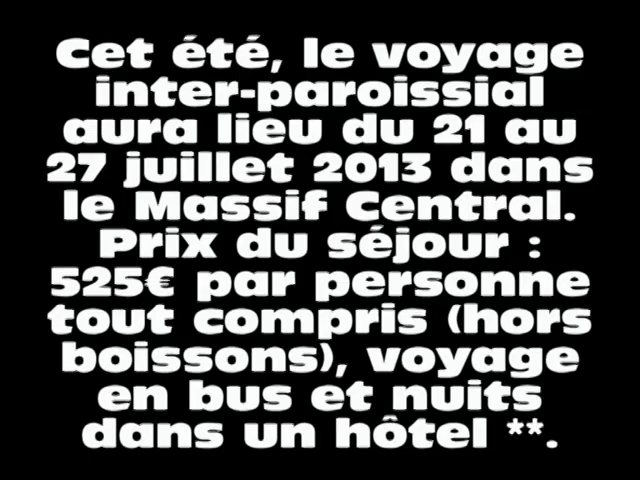 Cet été, le voyage
inter-paroissial
aura lieu du 21 au
27 juillet 2013 dans
le Massif Central.
Prix du séjour :
525€ par personne
tout compris (hors
boissons), voyage
en bus et nuits
dans un hôtel **.